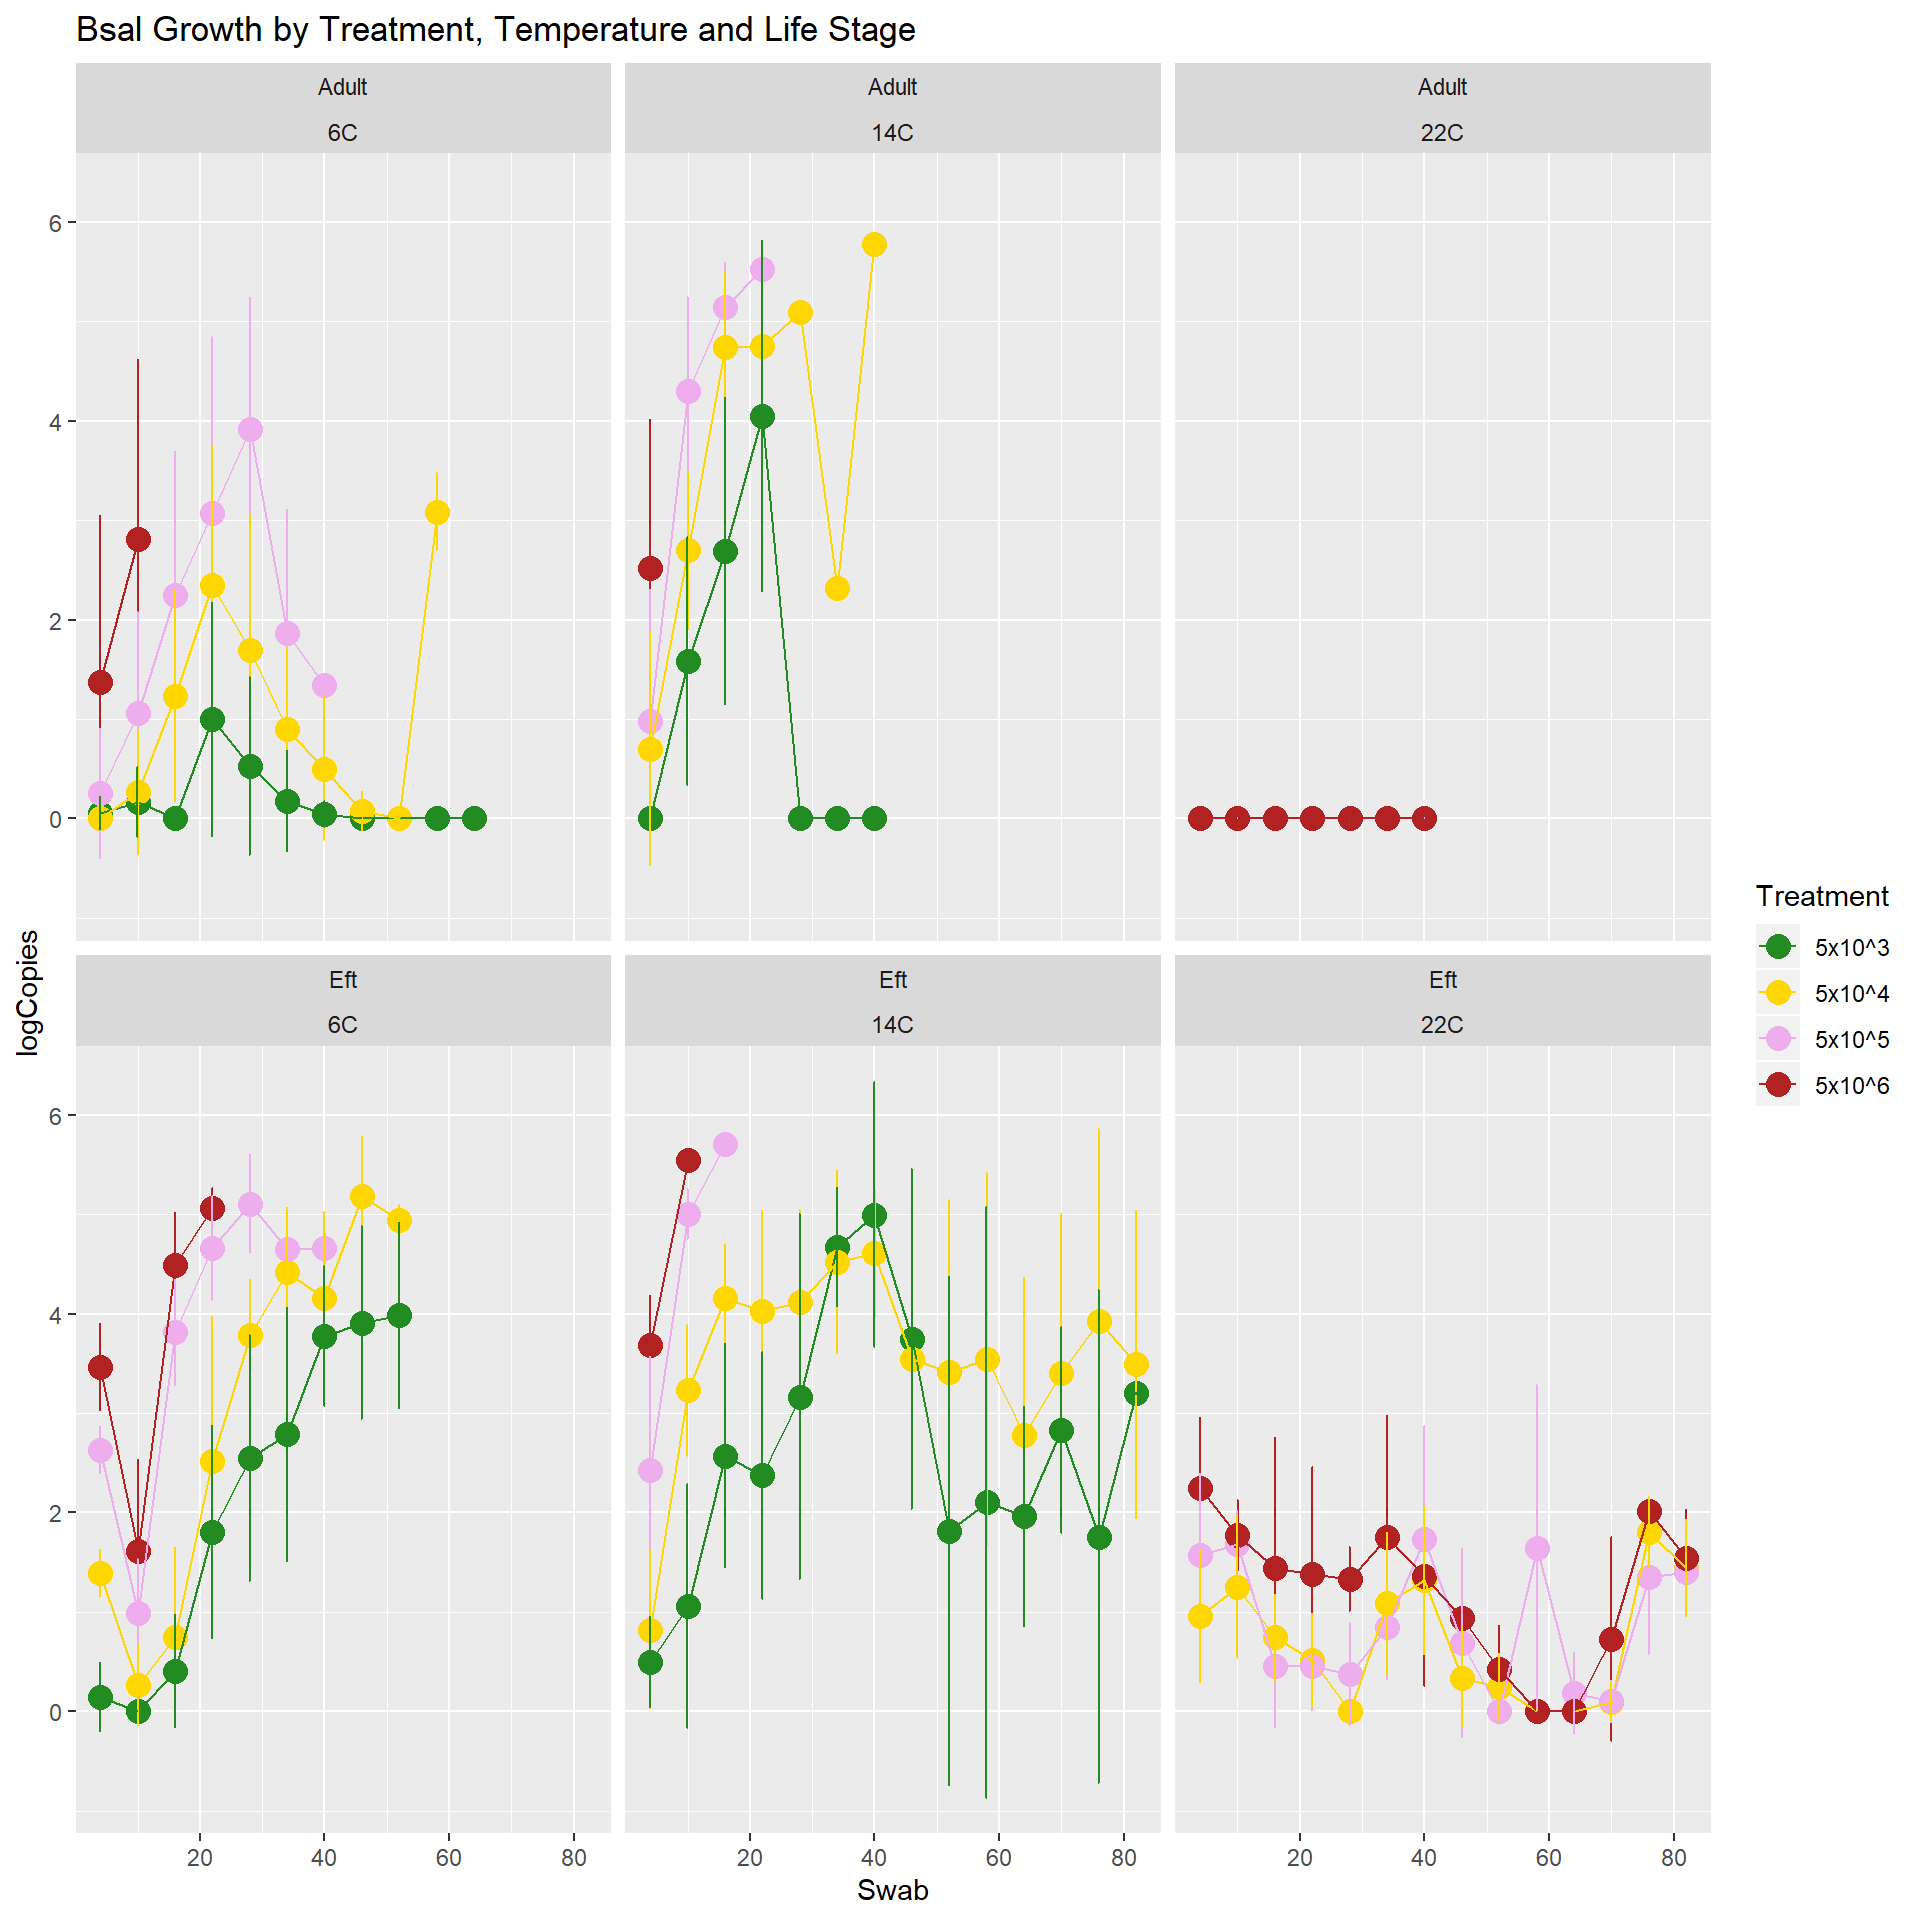 Bsal Growth by Treatment, Temperature and Life Stage
Adult
6C
Adult
14C
Adult
22C
6
4
2
0
Eft
6C
Eft
14C
Eft
22C
6
4
2
0
20 40 60 80
20 40 60 80
20 40 60 80
Swab
logCopies
Treatment
5x10^3
5x10^4
5x10^5
5x10^6